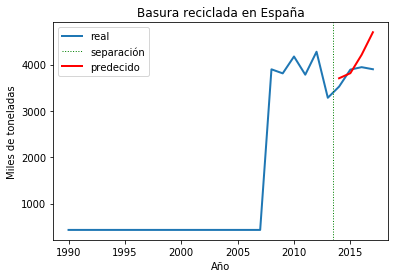 Basura reciclada en España
real
separación
predecido
Miles de toneladas
4000
3000
2000
1000
1990
1995
2000
2005
2010
2015
Año